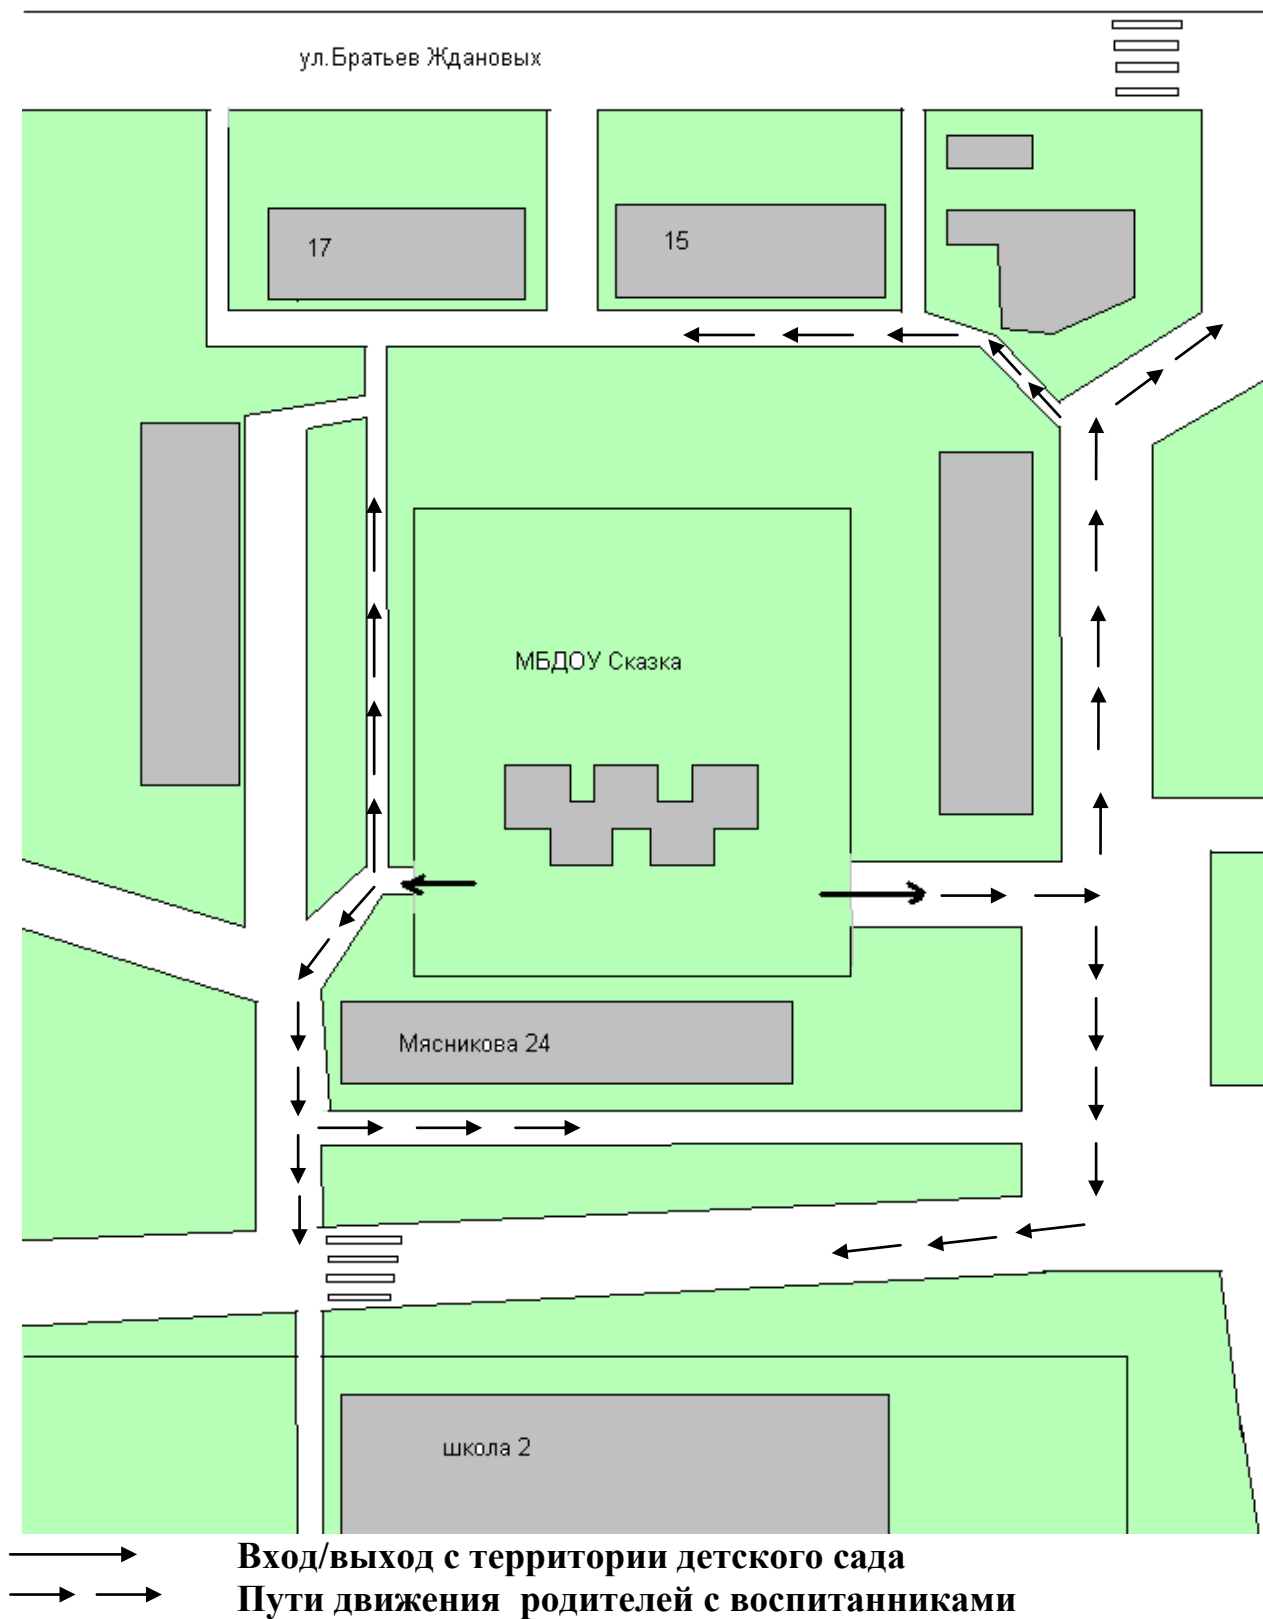 ул.Братьев Ждановых
17
15
МБДОУ Сказка
Мясникова 24
школа 2
Вход/выход с территории детского сада
Пути движения родителей с воспитанниками